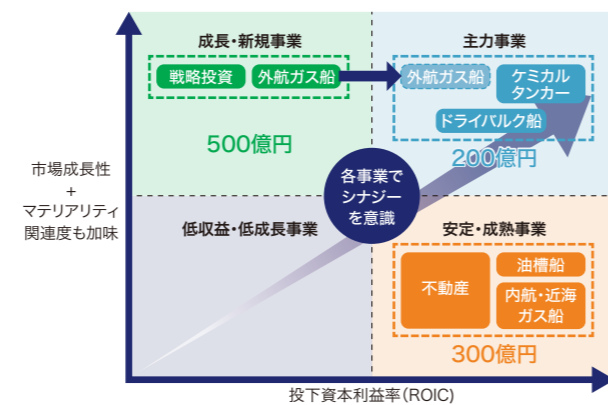 成長・新規事業
戦略投資
外航ガス船
500億円
主力事業
外航ガス船
ケミカル
タンカー
ドライバルク船
200億円
市場成長性
+
マテリアリティ
関連度も加味
各事業で
シナジー
を意識
低収益・低成長事業
安定・成熟事業
不動産
油槽船
内航・近海
ガス船
300億円
投下資本利益率(ROIC)